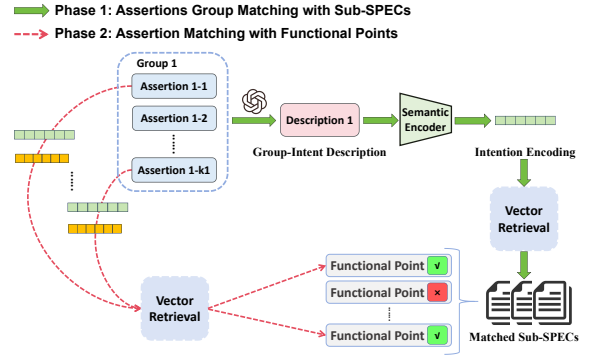 Phase 1: Assertions Group Matching with Sub-SPECs
Phase 2: Assertion Matching with Functional Points
Group 1
Assertion 1-1
Assertion 1-2
Assertion 1-k1
Description 1
Group-Intent Description
Semantic
Encoder
Intention Encoding
Vector
Retrieval
Vector
Retrieval
Functional Point √
Functional Point ×
Functional Point √
Matched Sub-SPECs